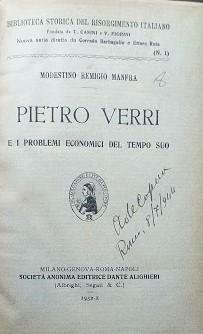 BIBLIOTECA STORICA DEL RISORGIMENTO ITALIANO
Fondata da T. CASINI e V. FIORINI
Nuova serie diretta da Corrado Barbagallo e Ettore Rota
(N. 1)
MODESTINO REMIGIO MANFRA
8
PIETRO VERRI
E I PROBLEMI ECONOMICI DEL TEMPO SUO
MILANO-GENOVA-ROMA-NAPOLI
SOCIETÀ ANONIMA EDITRICE DANTE ALIGHIERI
(Albrighi, Segati & C.)
1932-X